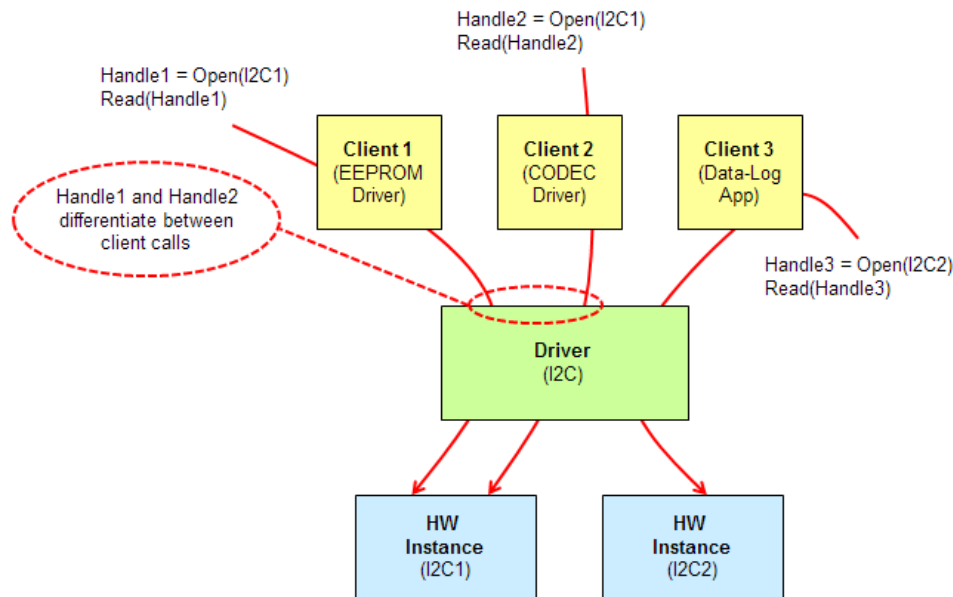 Handle2 = Open(I2C1)
Read(Handle2)
Handle1 = Open(I2C1)
Read(Handle1)
Client 1
(EEPROM
Driver)
Client 2
(CODEC
Driver)
Client 3
(Data-Log
App)
Handle1 and Handle2
differentiate between
client calls
Handle3 = Open(I2C2)
Read(Handle3)
Driver
(I2C)
HW
Instance
(I2C1)
HW
Instance
(I2C2)